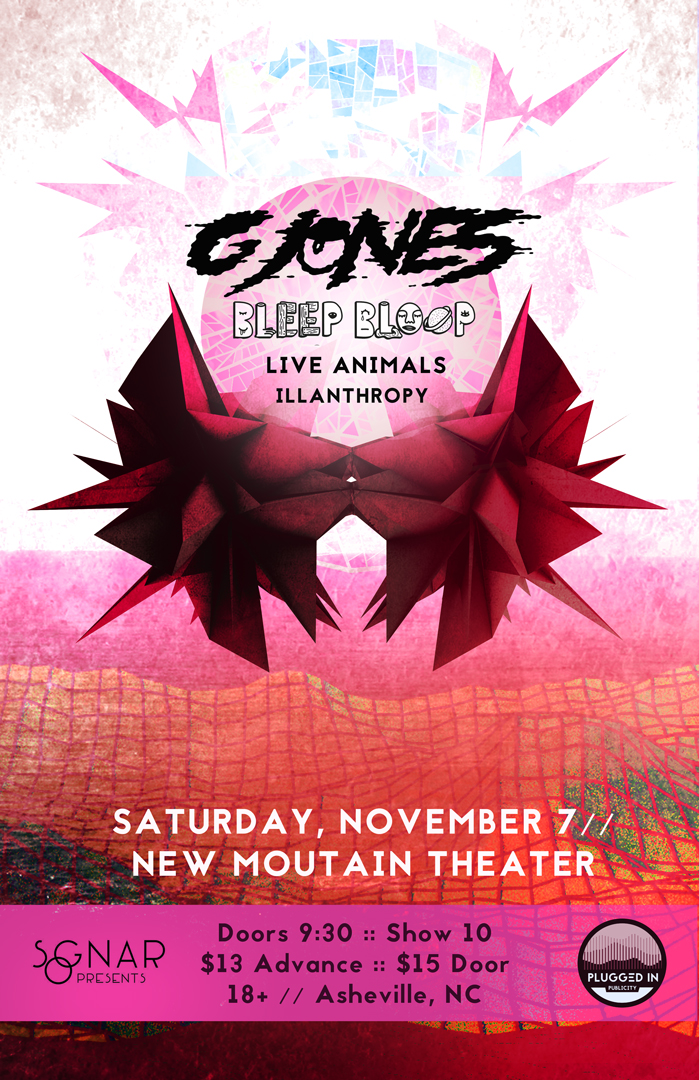 G JONES
BLEEP BLOOP
LIVE ANIMALS
ILLANTHROPY
SATURDAY, NOVEMBER 7//
NEW MOUTAIN THEATER
Doors 9:30 :: Show 10
$13 Advance :: $15 Door
18+ // Asheville, NC
SOGNAR
PRESENTS
PLUGGED IN
PUBLICITY